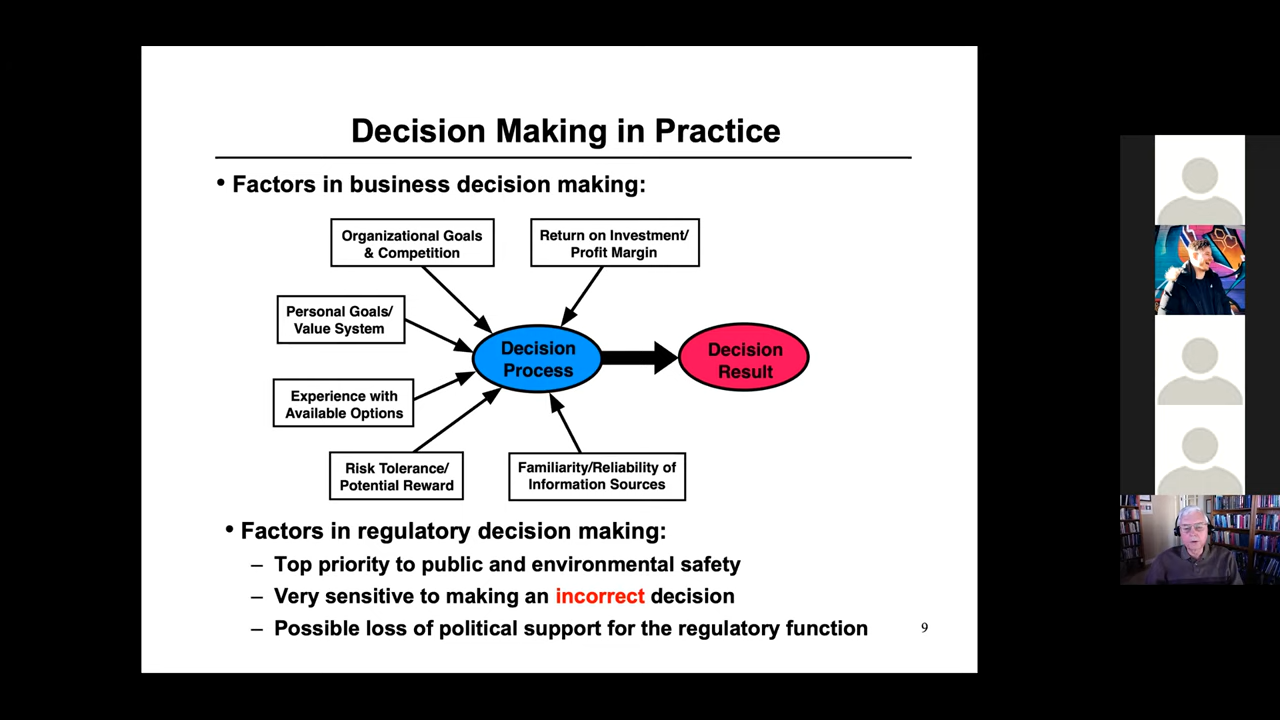 Decision Making in Practice
• Factors in business decision making:
Organizational Goals
& Competition
Return on Investment/
Profit Margin
Personal Goals/
Value System
Decision
Process
Decision
Result
Experience with
Available Options
Risk Tolerance/
Potential Reward
Familiarity/Reliability of
Information Sources
• Factors in regulatory decision making:
– Top priority to public and environmental safety
– Very sensitive to making an incorrect decision
– Possible loss of political support for the regulatory function
9